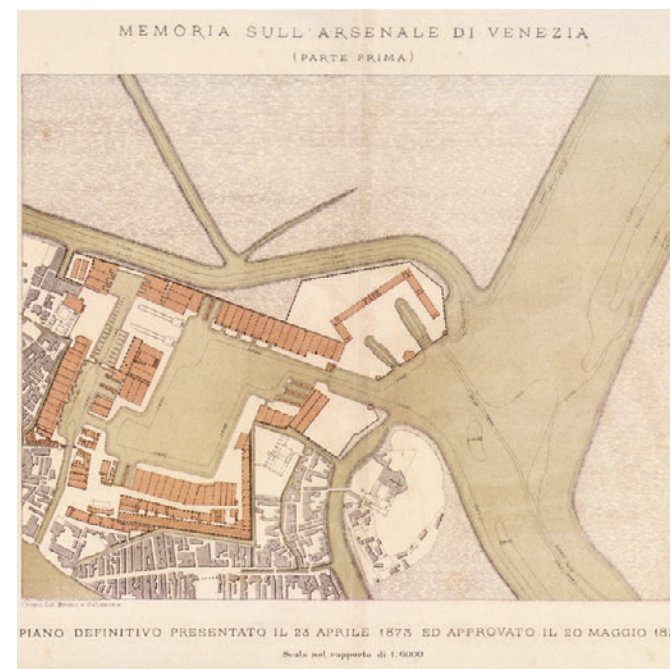 MEMORIA SULL'ARSENALE DI VENEZIA
(PARTE PRIMA)
PIANO DEFINITIVO PRESENTATO IL 23 APRILE 1873 ED APPROVATO IL 20 MAGGIO
Scala nel rapporto di 1:6000